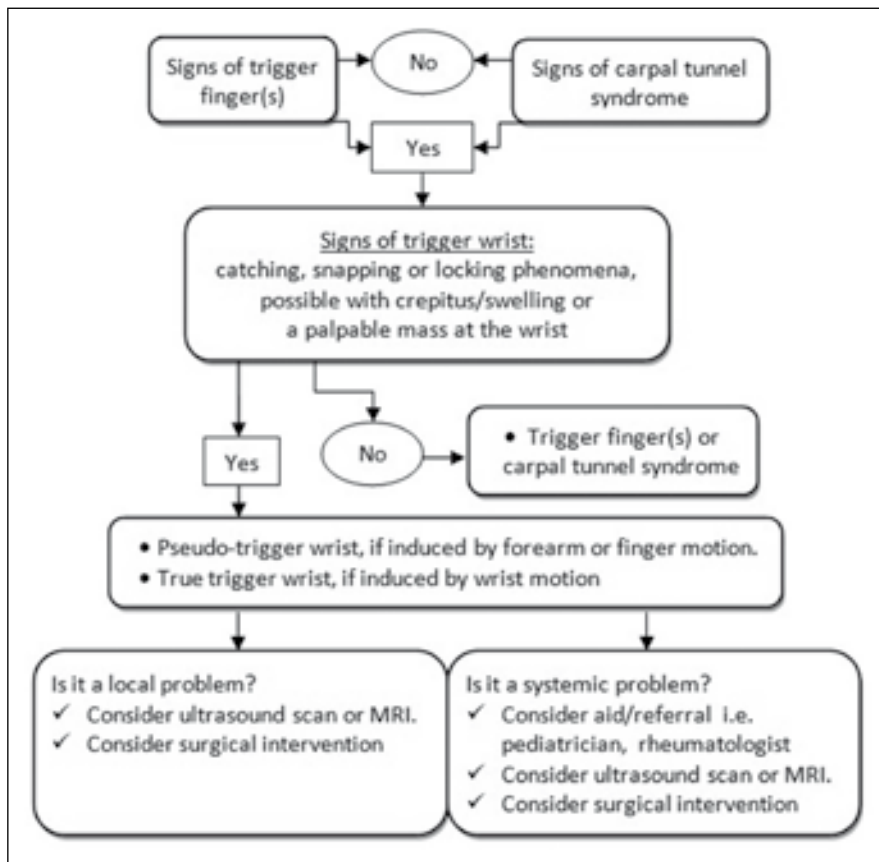 Signs of trigger
finger(s)
No
Signs of carpal tunnel
syndrome
Yes
Signs of trigger wrist:
catching, snapping or locking phenomena,
possible with crepitus/swelling or
a palpable mass at the wrist
Yes
No
• Trigger finger(s) or
carpal tunnel syndrome
• Pseudo-trigger wrist, if induced by forearm or finger motion.
• True trigger wrist, if induced by wrist motion
Is it a local problem?
✓ Consider ultrasound scan or MRI.
✓ Consider surgical intervention
Is it a systemic problem?
✓ Consider aid/referral i.e.
pediatrician, rheumatologist
✓ Consider ultrasound scan or MRI.
✓ Consider surgical intervention